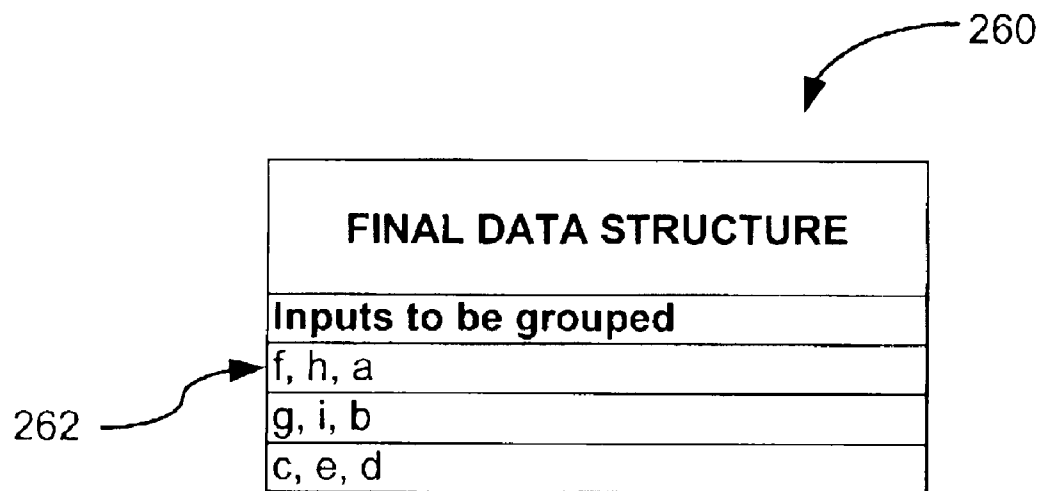 260
FINAL DATA STRUCTURE
Inputs to be grouped
f, h, a
262
g, i, b
c, e, d